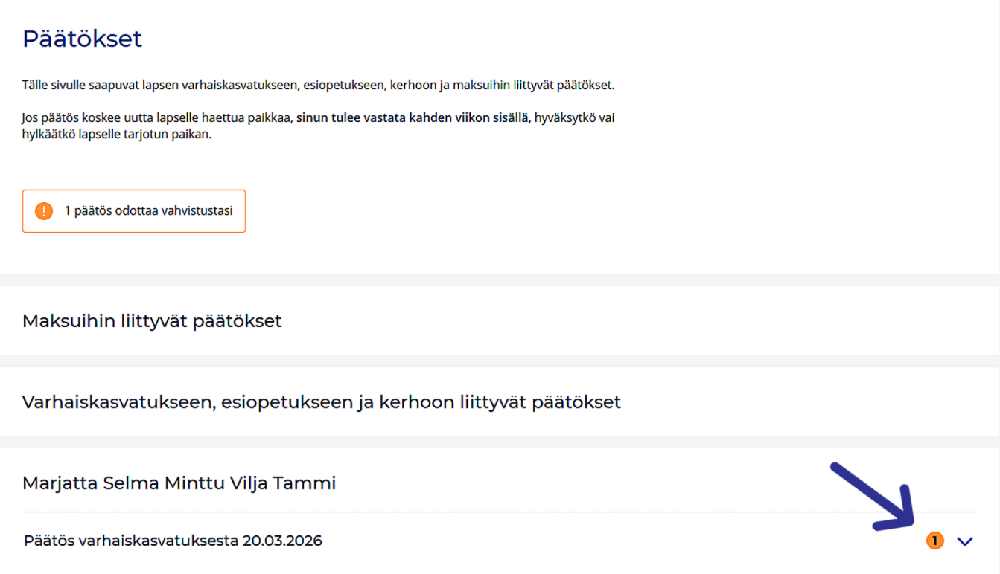 Päätökset
Tälle sivulle saapuvat lapsen varhaiskasvatukseen, esiopetukseen, kerhoon ja maksuihin liittyvät päätökset.
Jos päätös koskee uutta lapselle haettua paikkaa, sinun tulee vastata kahden viikon sisällä, hyväksytkö vai
hylkäätkö lapselle tarjotun paikan.
! 1 päätös odottaa vahvistustasi
Maksuihin liittyvät päätökset
Varhaiskasvatukseen, esiopetukseen ja kerhoon liittyvät päätökset
Marjatta Selma Minttu Vilja Tammi
Päätös varhaiskasvatuksesta 20.03.2026 1